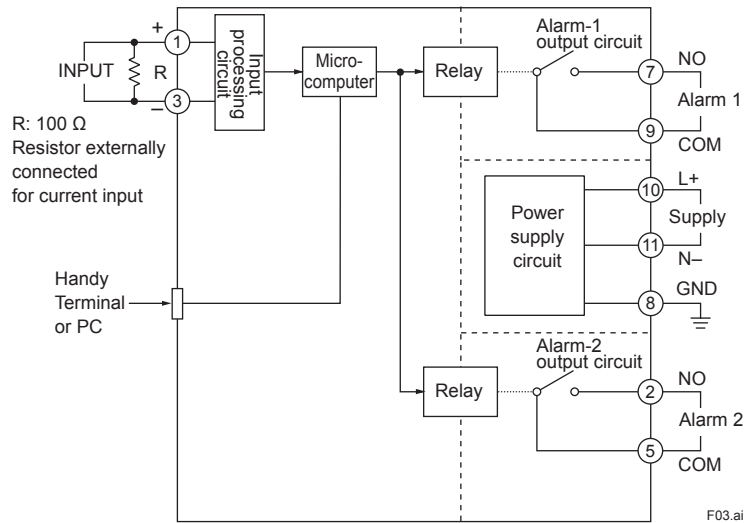 +
1
INPUT
R
–
3
R: 100 Ω
Resistor externally
connected
for current input
Input
processing
circuit
Micro-
computer
Relay
Alarm-1
output circuit
7
NO
Alarm 1
9
COM
Power
supply
circuit
10
L+
Supply
11
N–
8
GND
Handy
Terminal
or PC
Relay
Alarm-2
output circuit
2
NO
Alarm 2
5
COM
F03.ai